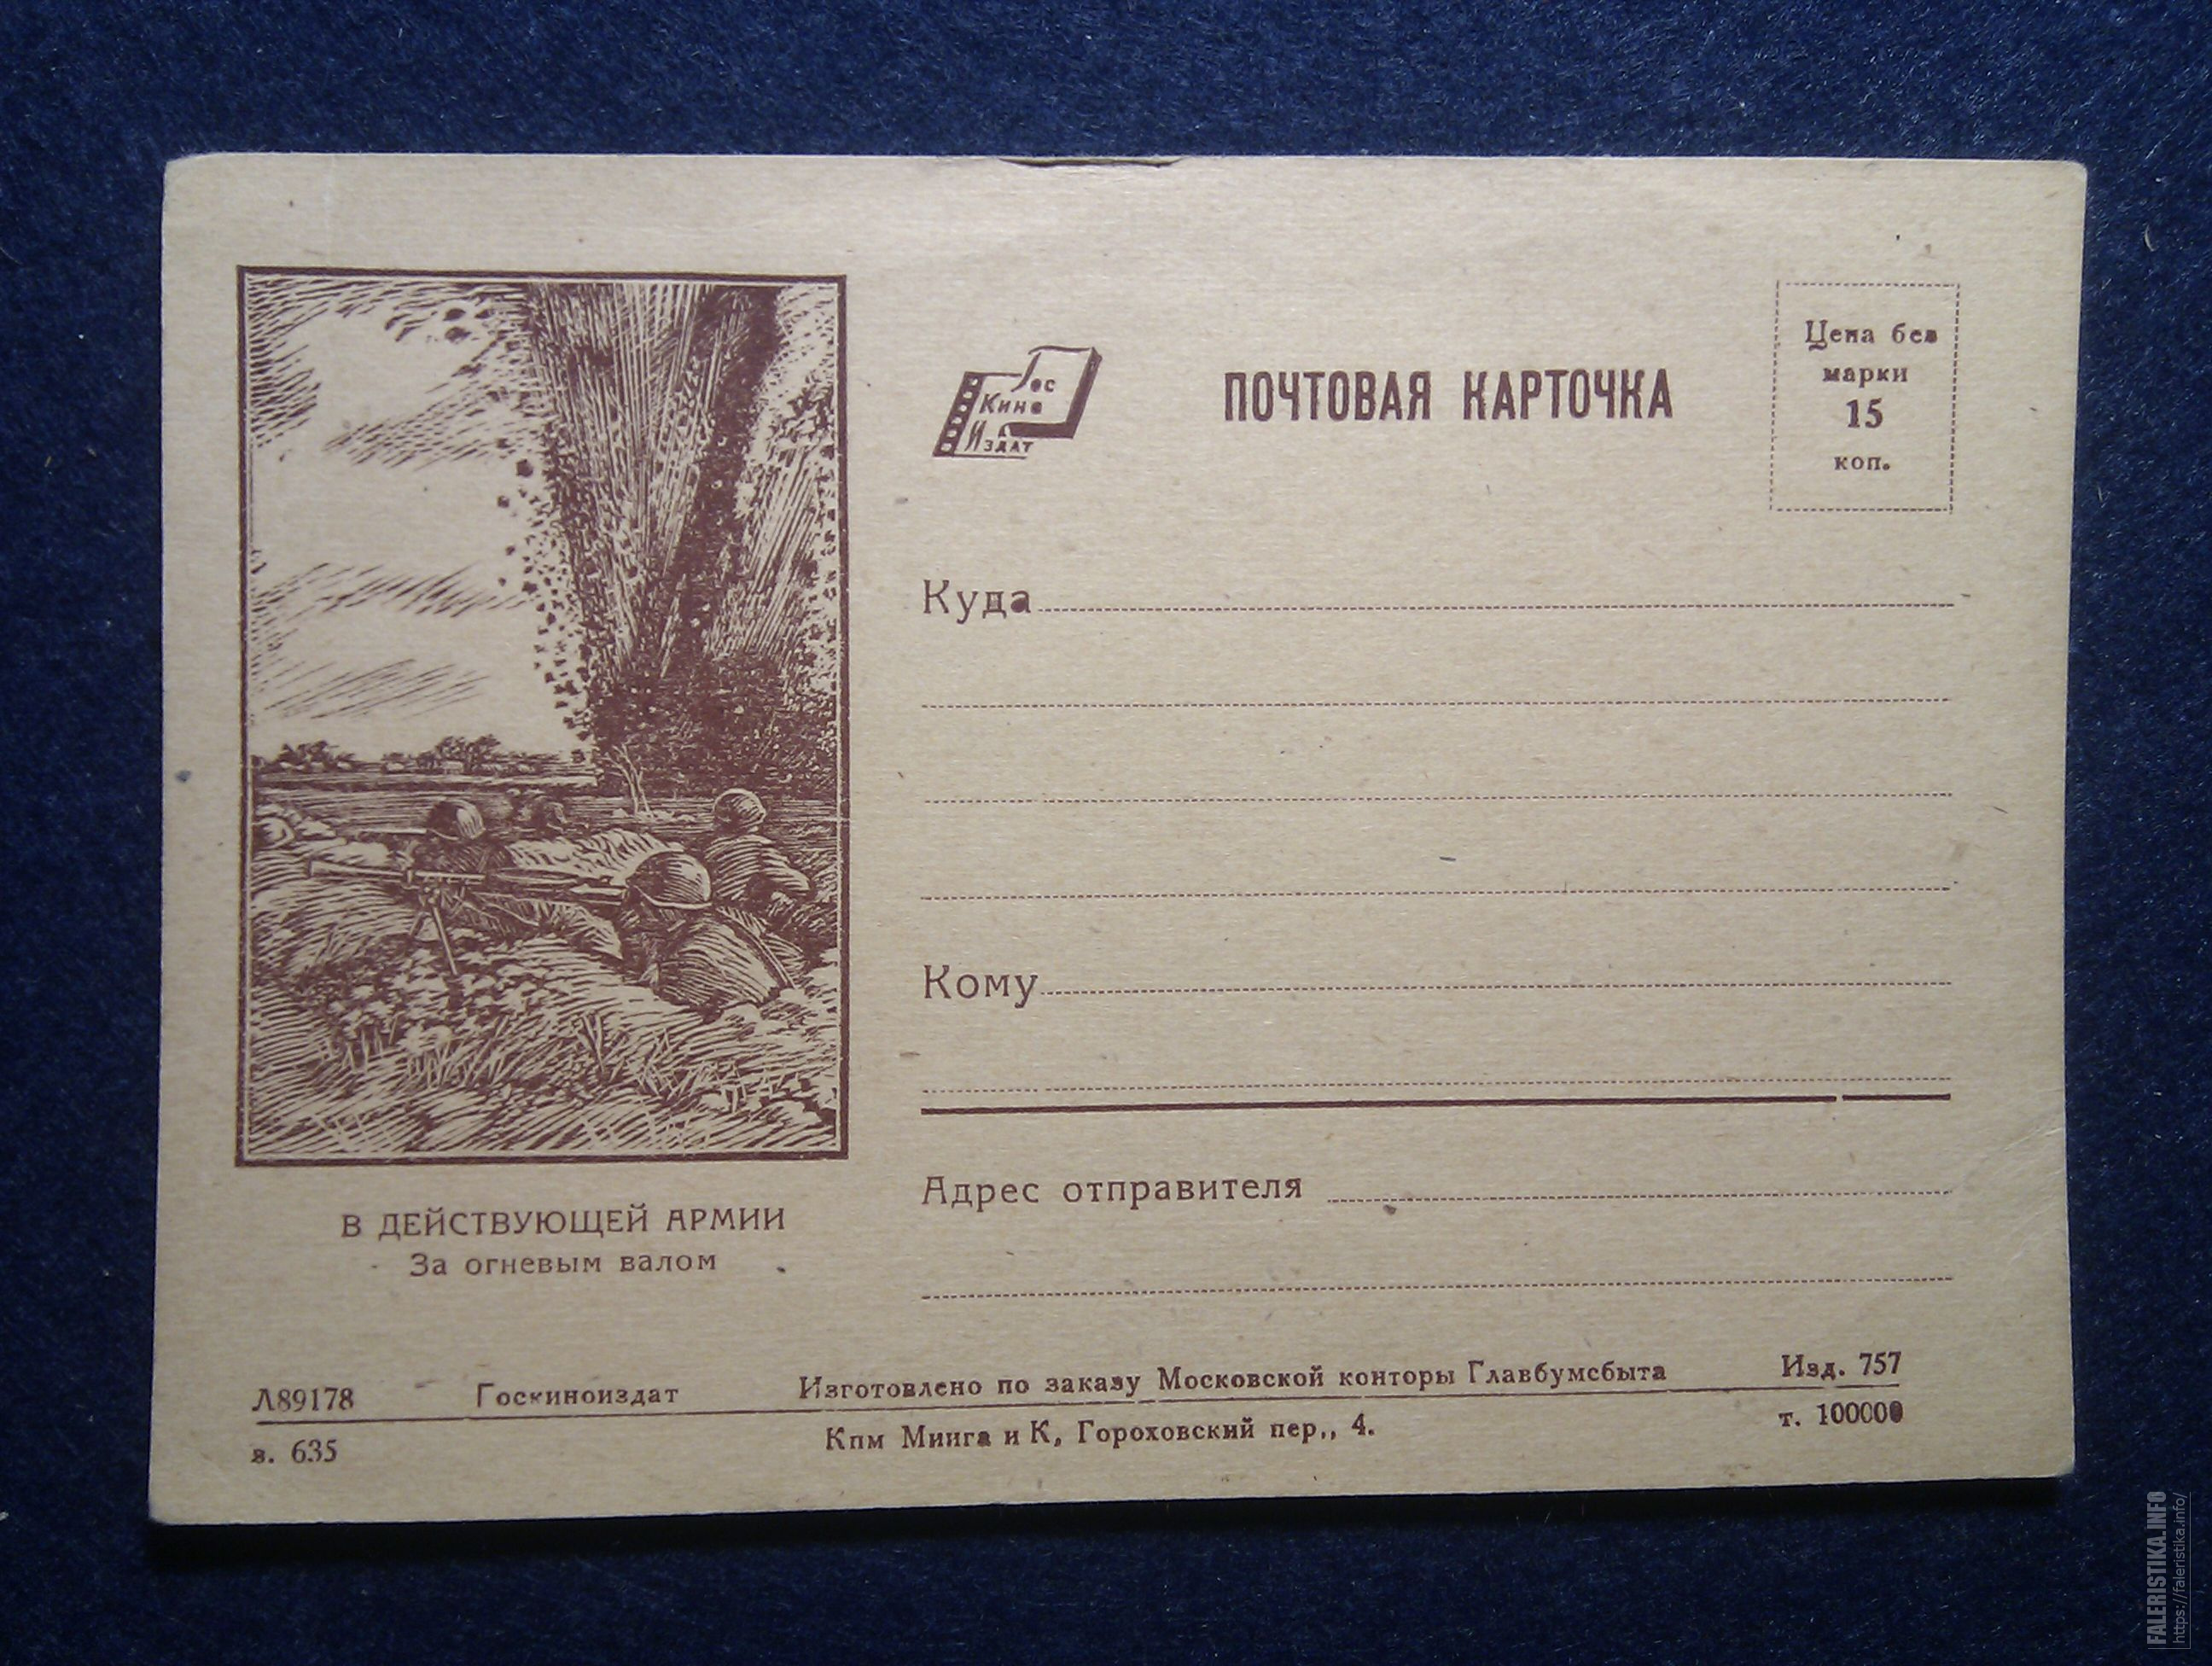 Гос
Кино
Издат
ПОЧТОВАЯ КАРТОЧКА
Цена без
марки
15
коп.
Куда
Кому
Адрес отправителя
В ДЕЙСТВУЮЩЕЙ АРМИИ
За огневым валом
Л89178 Госкиноиздат Изготовлено по заказу Московской конторы Главбумсбыта Изд. 757
з. 635 Кпм Минга и К, Гороховский пер., 4. т. 100000
FALERISTIKA.INFO
https://faleristika.info/